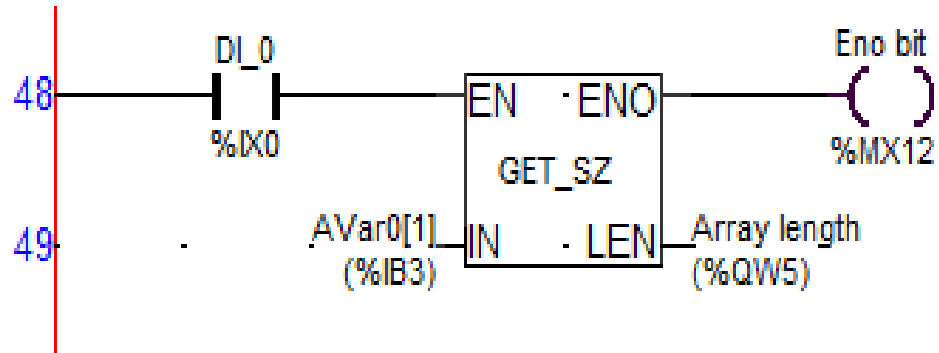 DI_0
Eno bit
48
EN
ENO
%IX0
%MX12
GET_SZ
49
AVar0[1]
IN
LEN
Array length
(%IB3)
(%QW5)